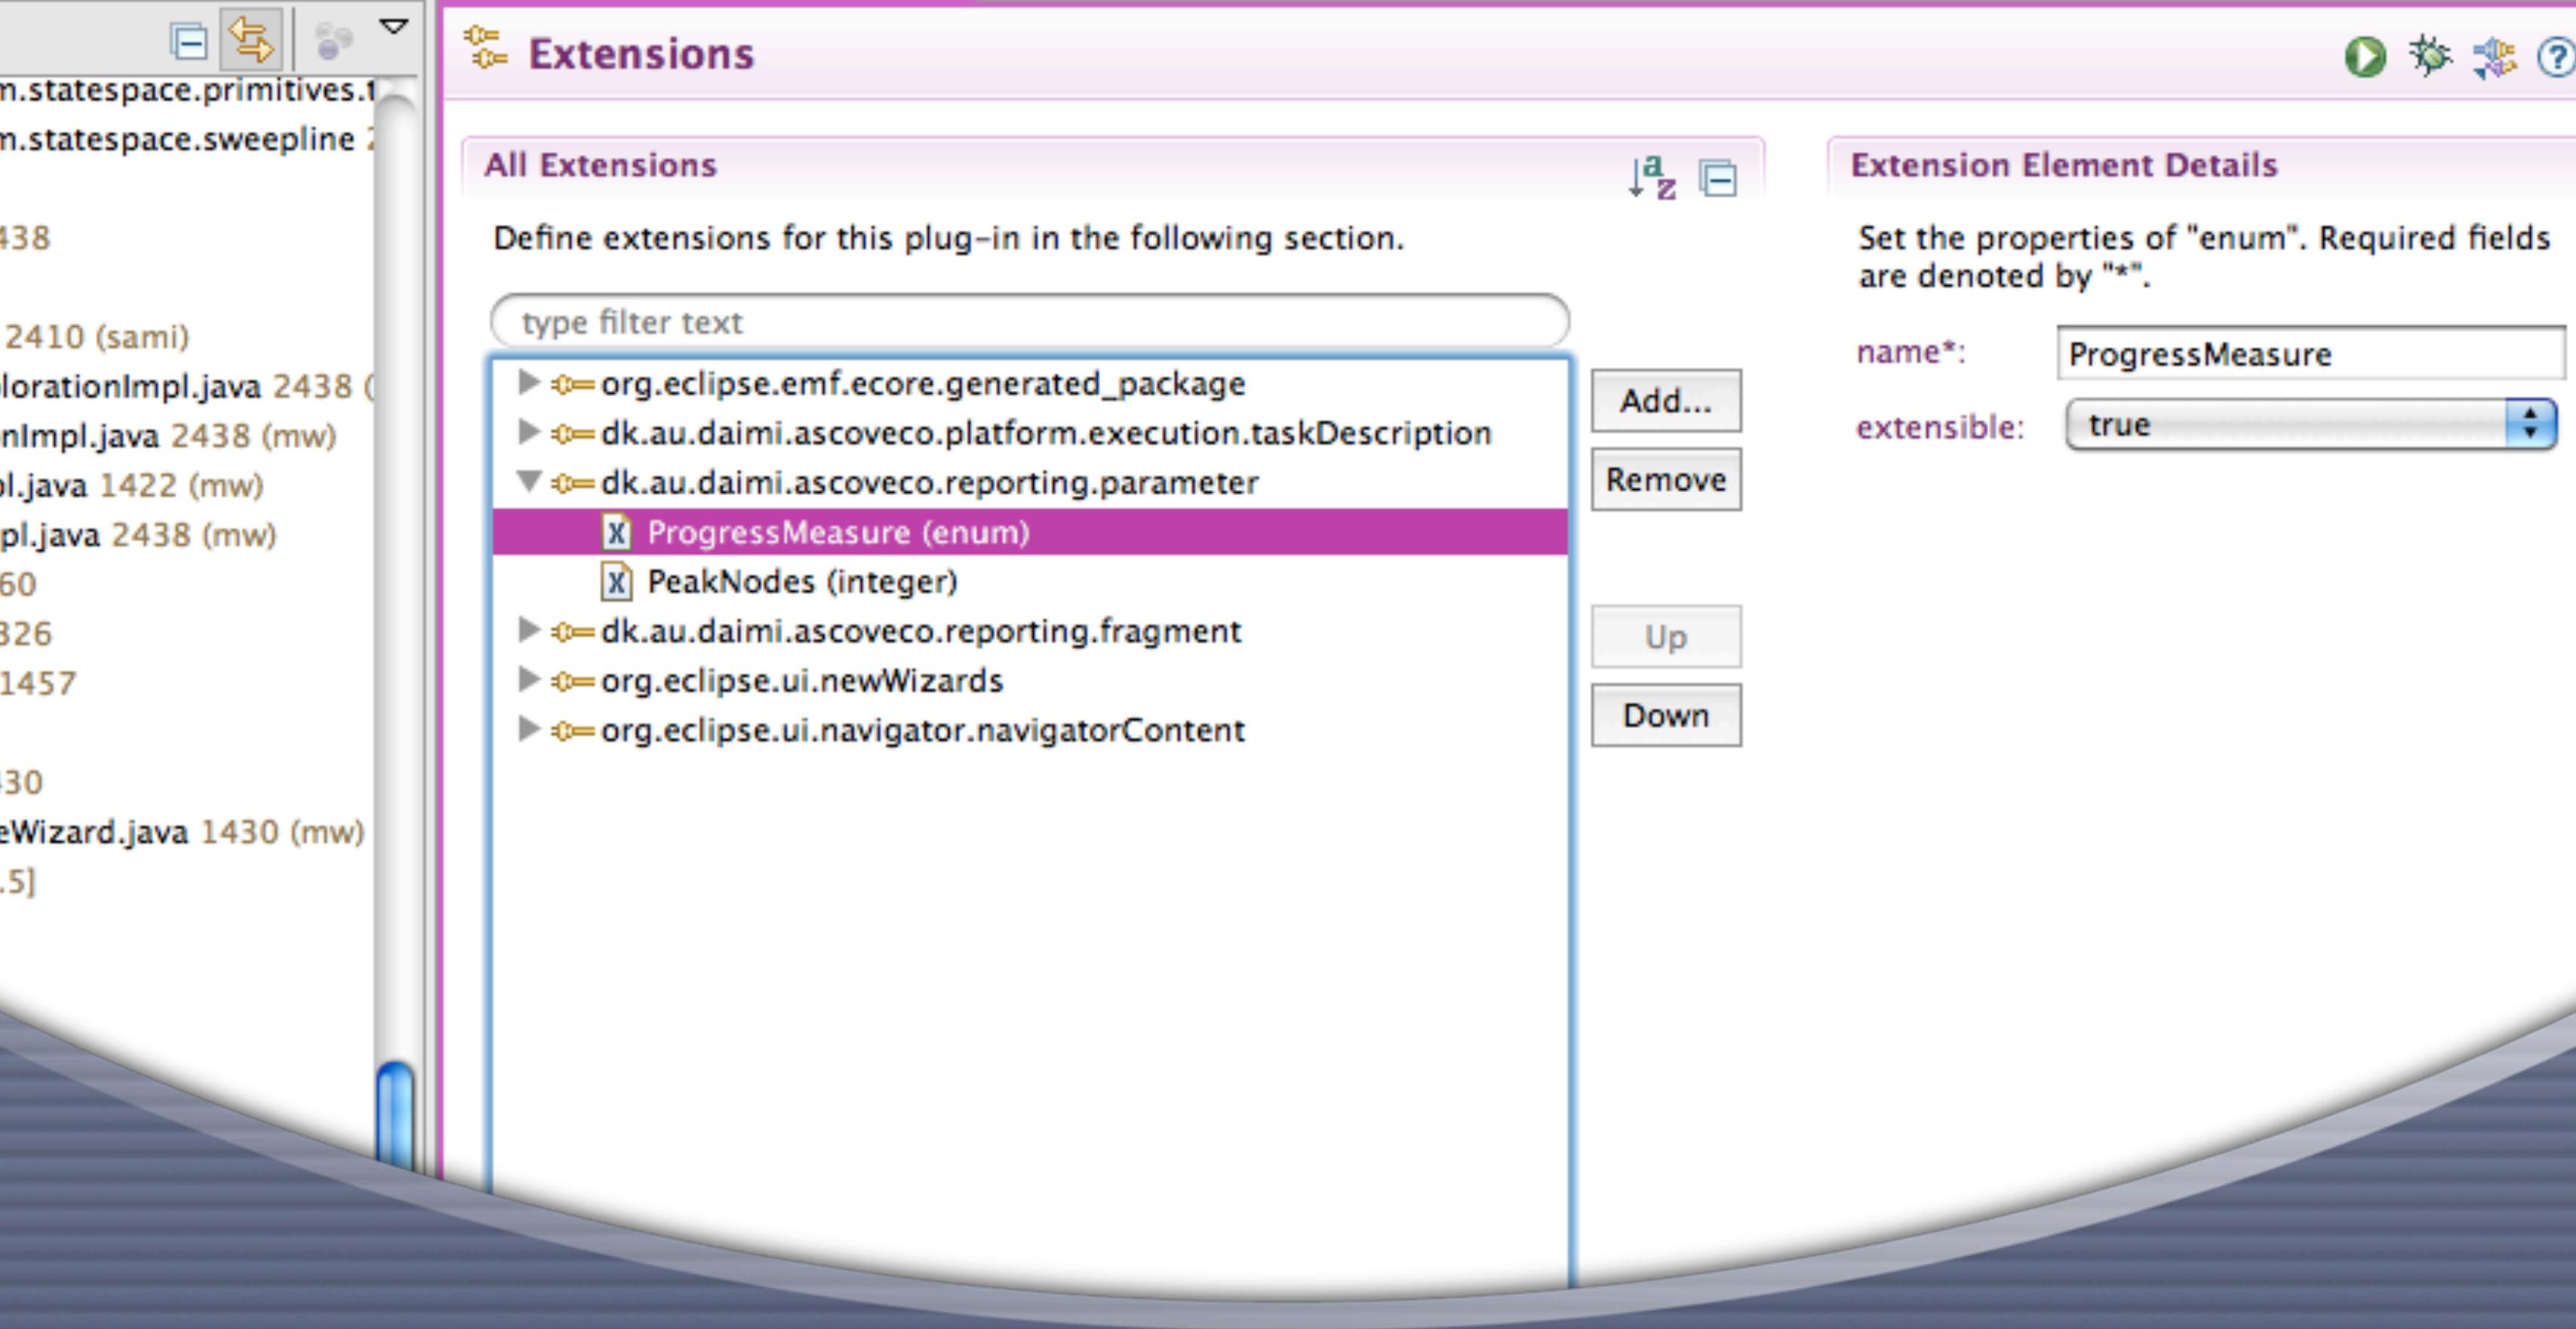 m.statespace.primitives.t
m.statespace.sweepline 2
438
2410 (sami)
lorationImpl.java 2438 (
nImpl.java 2438 (mw)
pl.java 1422 (mw)
pl.java 2438 (mw)
60
326
1457
430
eWizard.java 1430 (mw)
.5]
Extensions
All Extensions
Define extensions for this plug-in in the following section.
type filter text
org.eclipse.emf.ecore.generated_package
dk.au.daimi.ascoveco.platform.execution.taskDescription
dk.au.daimi.ascoveco.reporting.parameter
ProgressMeasure (enum)
PeakNodes (integer)
dk.au.daimi.ascoveco.reporting.fragment
org.eclipse.ui.newWizards
org.eclipse.ui.navigator.navigatorContent
Add...
Remove
Up
Down
Extension Element Details
Set the properties of "enum". Required fields
are denoted by "*".
name*: ProgressMeasure
extensible: true